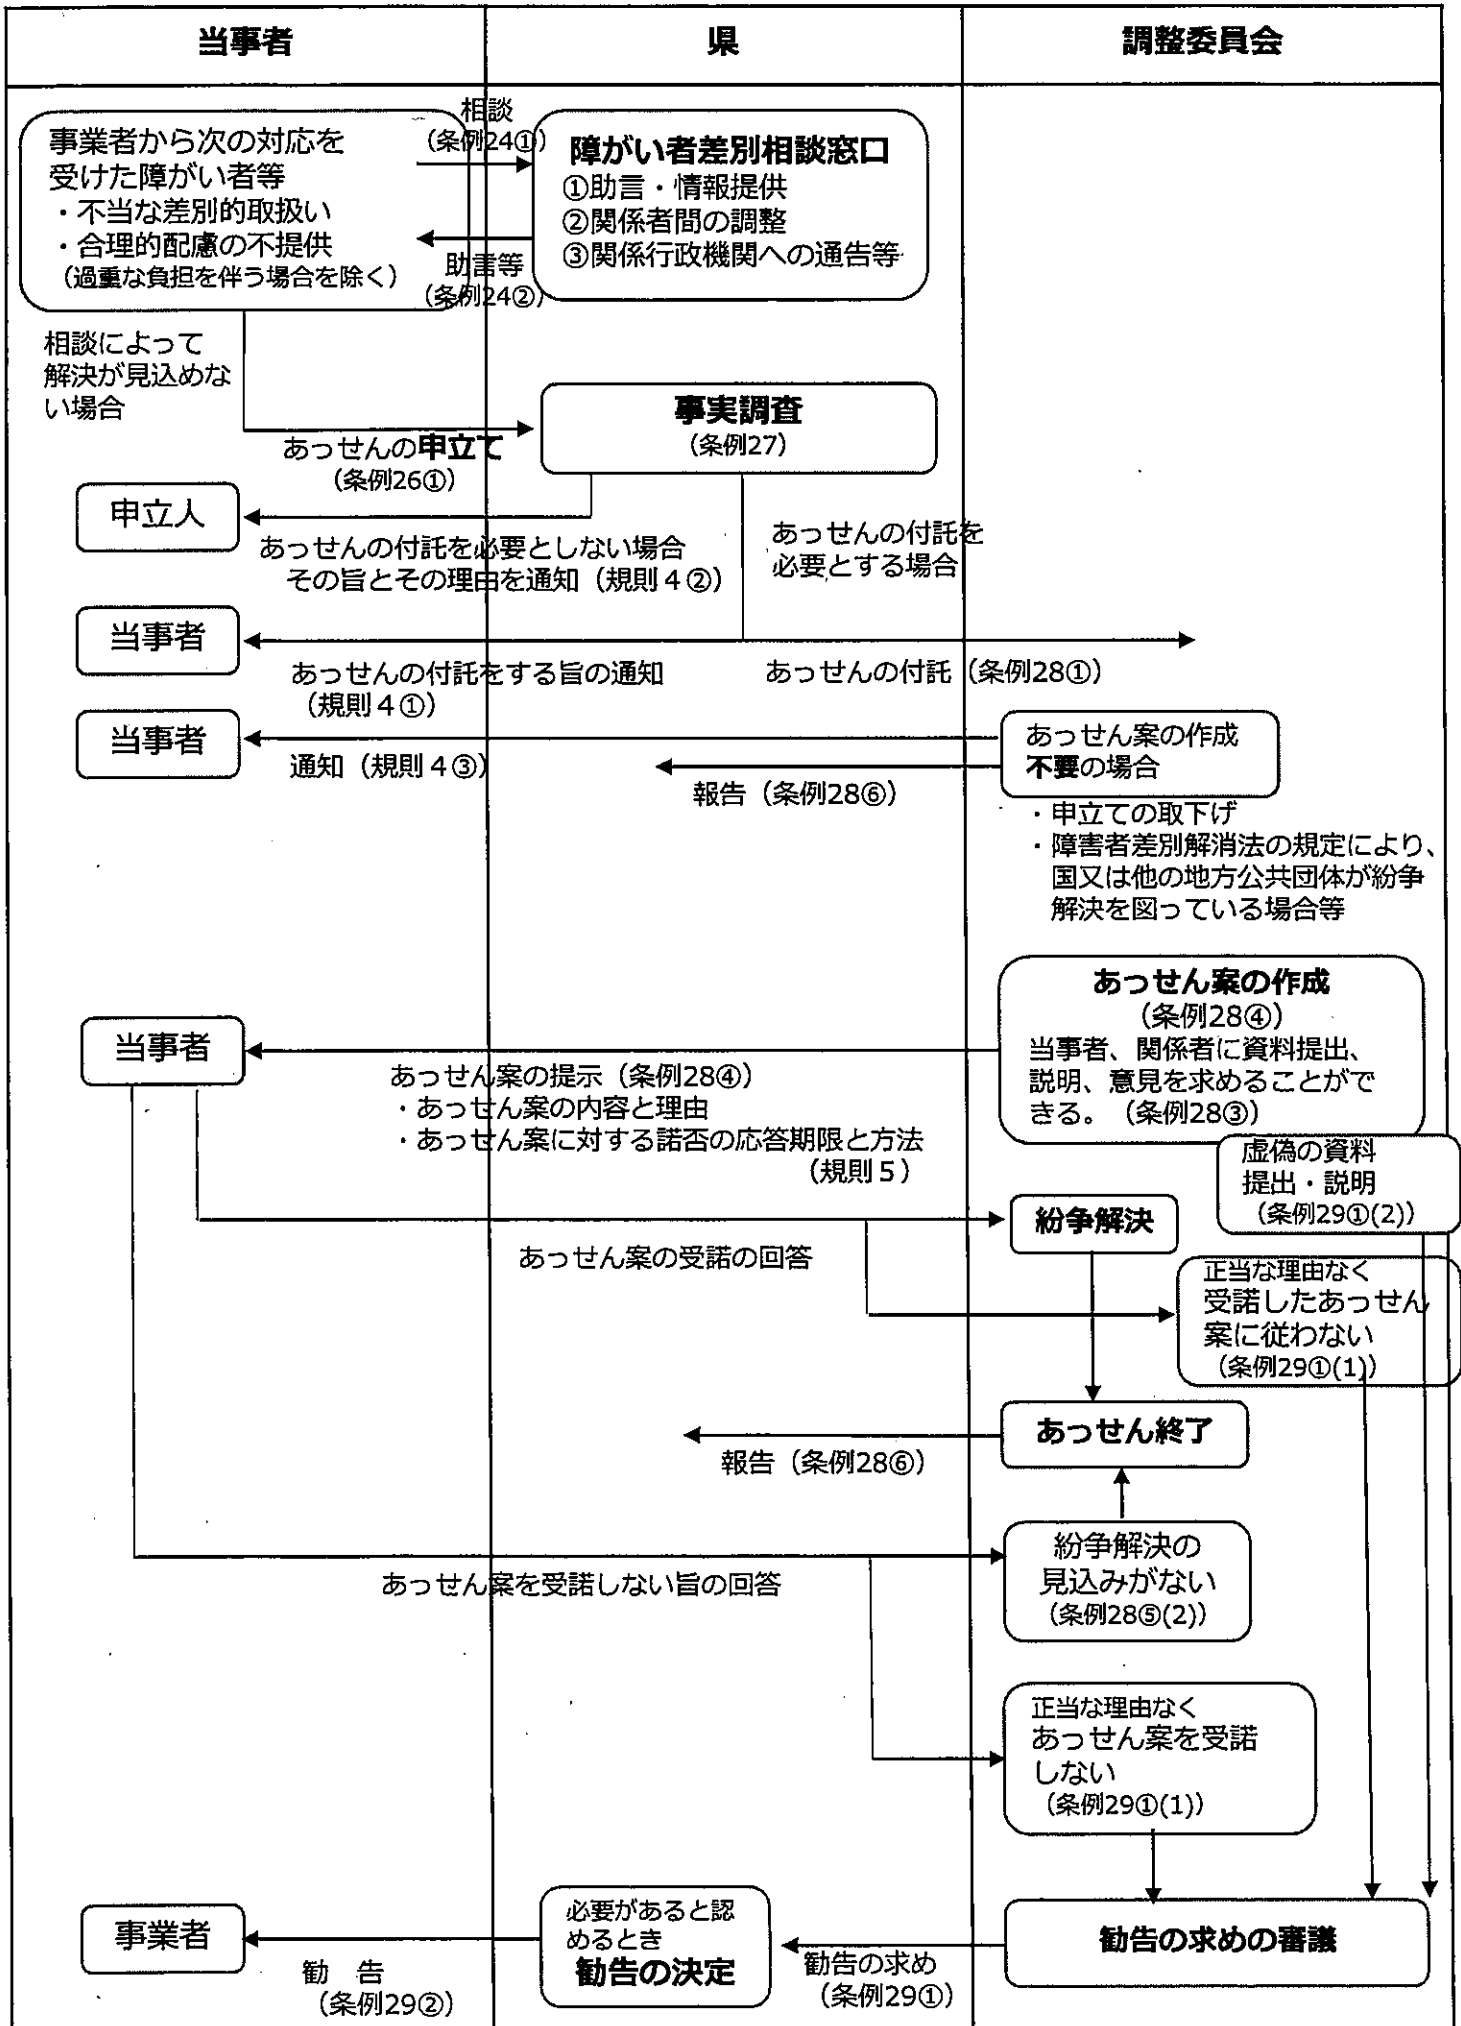 当事者
県
調整委員会
事業者から次の対応を
受けた障がい者等
・不当な差別的取扱い
・合理的配慮の不提供
（過重な負担を伴う場合を除く）
相談
（条例24①）
助言等
（条例24②）
障がい者差別相談窓口
①助言・情報提供
②関係者間の調整
③関係行政機関への通告等
相談によって
解決が見込めな
い場合
あっせんの申立て
（条例26①）
事実調査
（条例27）
申立人
あっせんの付託を必要としない場合
その旨とその理由を通知（規則４②）
あっせんの付託を
必要とする場合
当事者
あっせんの付託をする旨の通知
（規則４①）
あっせんの付託（条例28①）
当事者
通知（規則４③）
報告（条例28⑥）
あっせん案の作成
不要の場合
・申立ての取下げ
・障害者差別解消法の規定により、
国又は他の地方公共団体が紛争
解決を図っている場合等
あっせん案の作成
（条例28④）
当事者、関係者に資料提出、
説明、意見を求めることがで
きる。（条例28③）
当事者
あっせん案の提示（条例28④）
・あっせん案の内容と理由
・あっせん案に対する諾否の応答期限と方法
（規則５）
虚偽の資料
提出・説明
（条例29①(2)）
紛争解決
あっせん案の受諾の回答
正当な理由なく
受諾したあっせん
案に従わない
（条例29①(1)）
あっせん終了
報告（条例28⑥）
紛争解決の
見込みがない
（条例28⑤(2)）
あっせん案を受諾しない旨の回答
正当な理由なく
あっせん案を受諾
しない
（条例29①(1)）
事業者
勧　告
（条例29②）
必要があると認
めるとき
勧告の決定
勧告の求め
（条例29①）
勧告の求めの審議